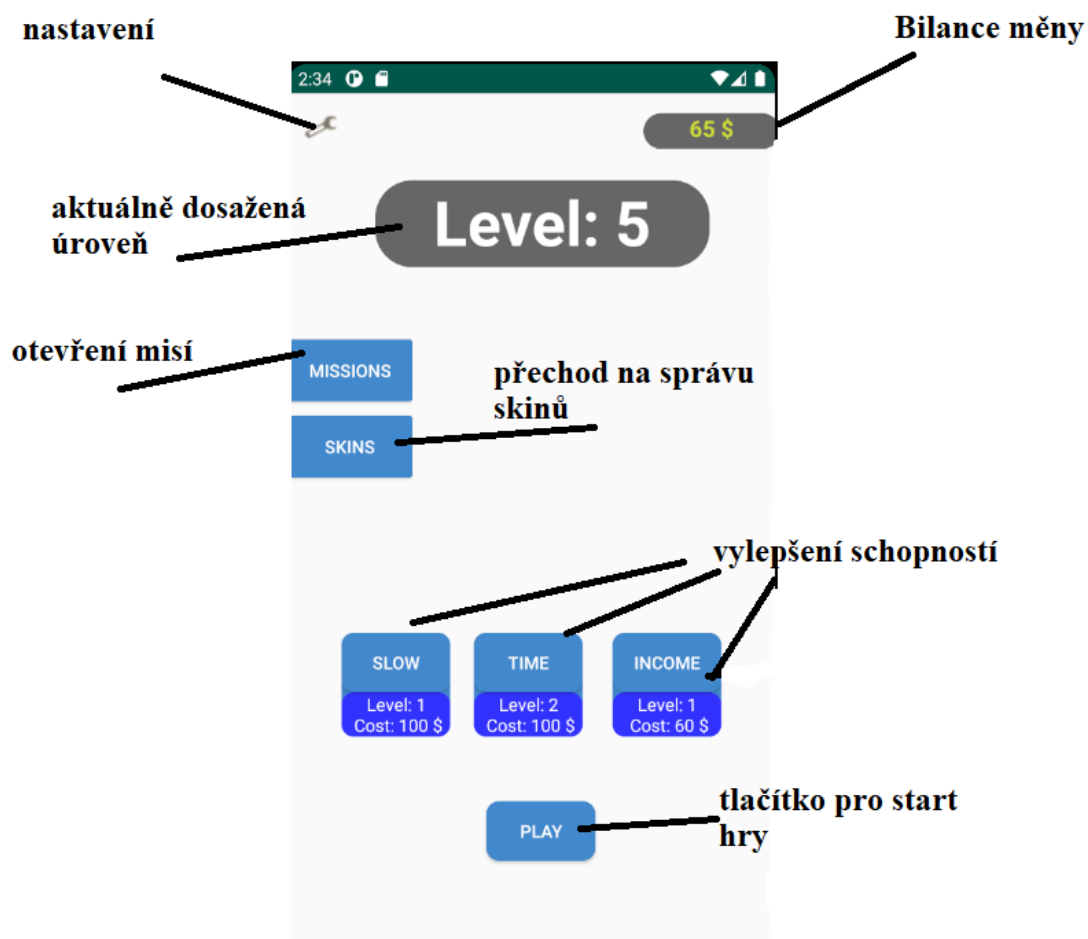 nastavení
Bilance měny
2:34
65 $
aktuálně dosažená
úroveň
Level: 5
otevření misí
MISSIONS
přechod na správu
skinů
SKINS
vylepšení schopností
SLOW
TIME
INCOME
Level: 1
Cost: 100 $
Level: 2
Cost: 100 $
Level: 1
Cost: 60 $
tlačítko pro start
hry
PLAY